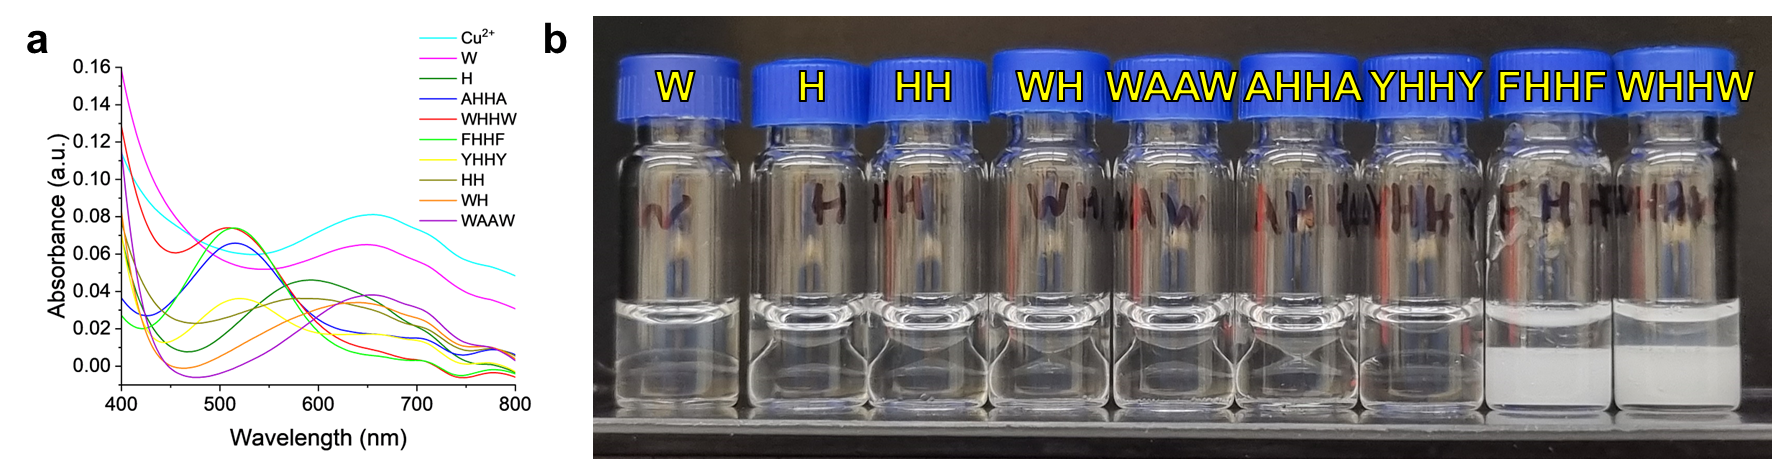 a
Absorbance (a.u.)
0.16
0.14
0.12
0.10
0.08
0.06
0.04
0.02
0.00
400 500 600 700 800
Wavelength (nm)
Cu²⁺
W
H
AHHA
WHHW
FHHF
YHHY
HH
WH
WAAW
b
W H HH WH WAAW AHHA YHHY FHHF WHHW
H HH WH